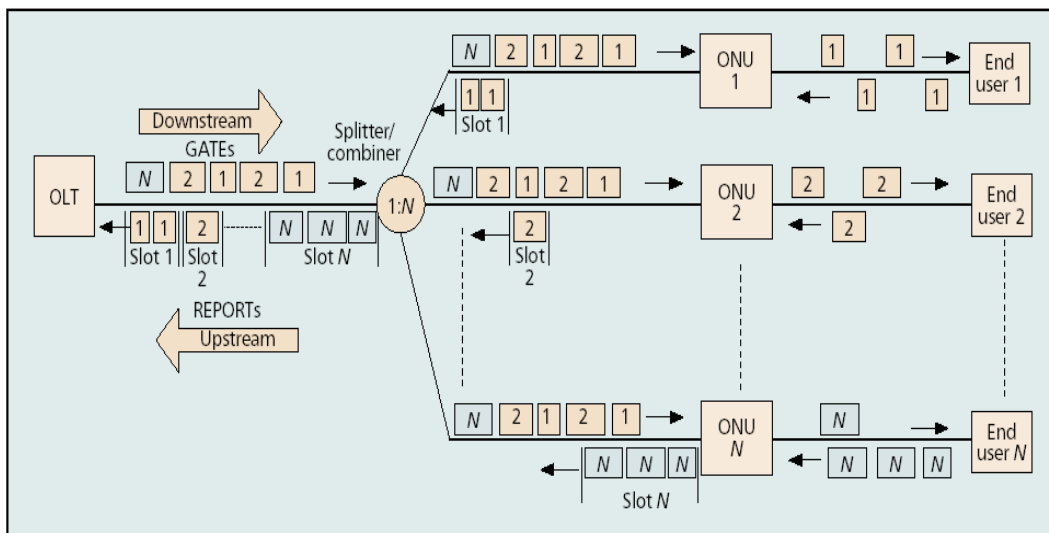 N 2 1 2 1
ONU
1
1 1
End
user 1
1 1
Slot 1
1 1
Downstream
GATEs
Splitter/
combiner
OLT
N 2 1 2 1
1:N
N 2 1 2 1
ONU
2
2 2
End
user 2
2
1 1 2 N N N
Slot 1 Slot
2
Slot N
2
Slot
2
REPORTs
Upstream
N 2 1 2 1
ONU
N
N
End
user N
N N N
Slot N
N N N